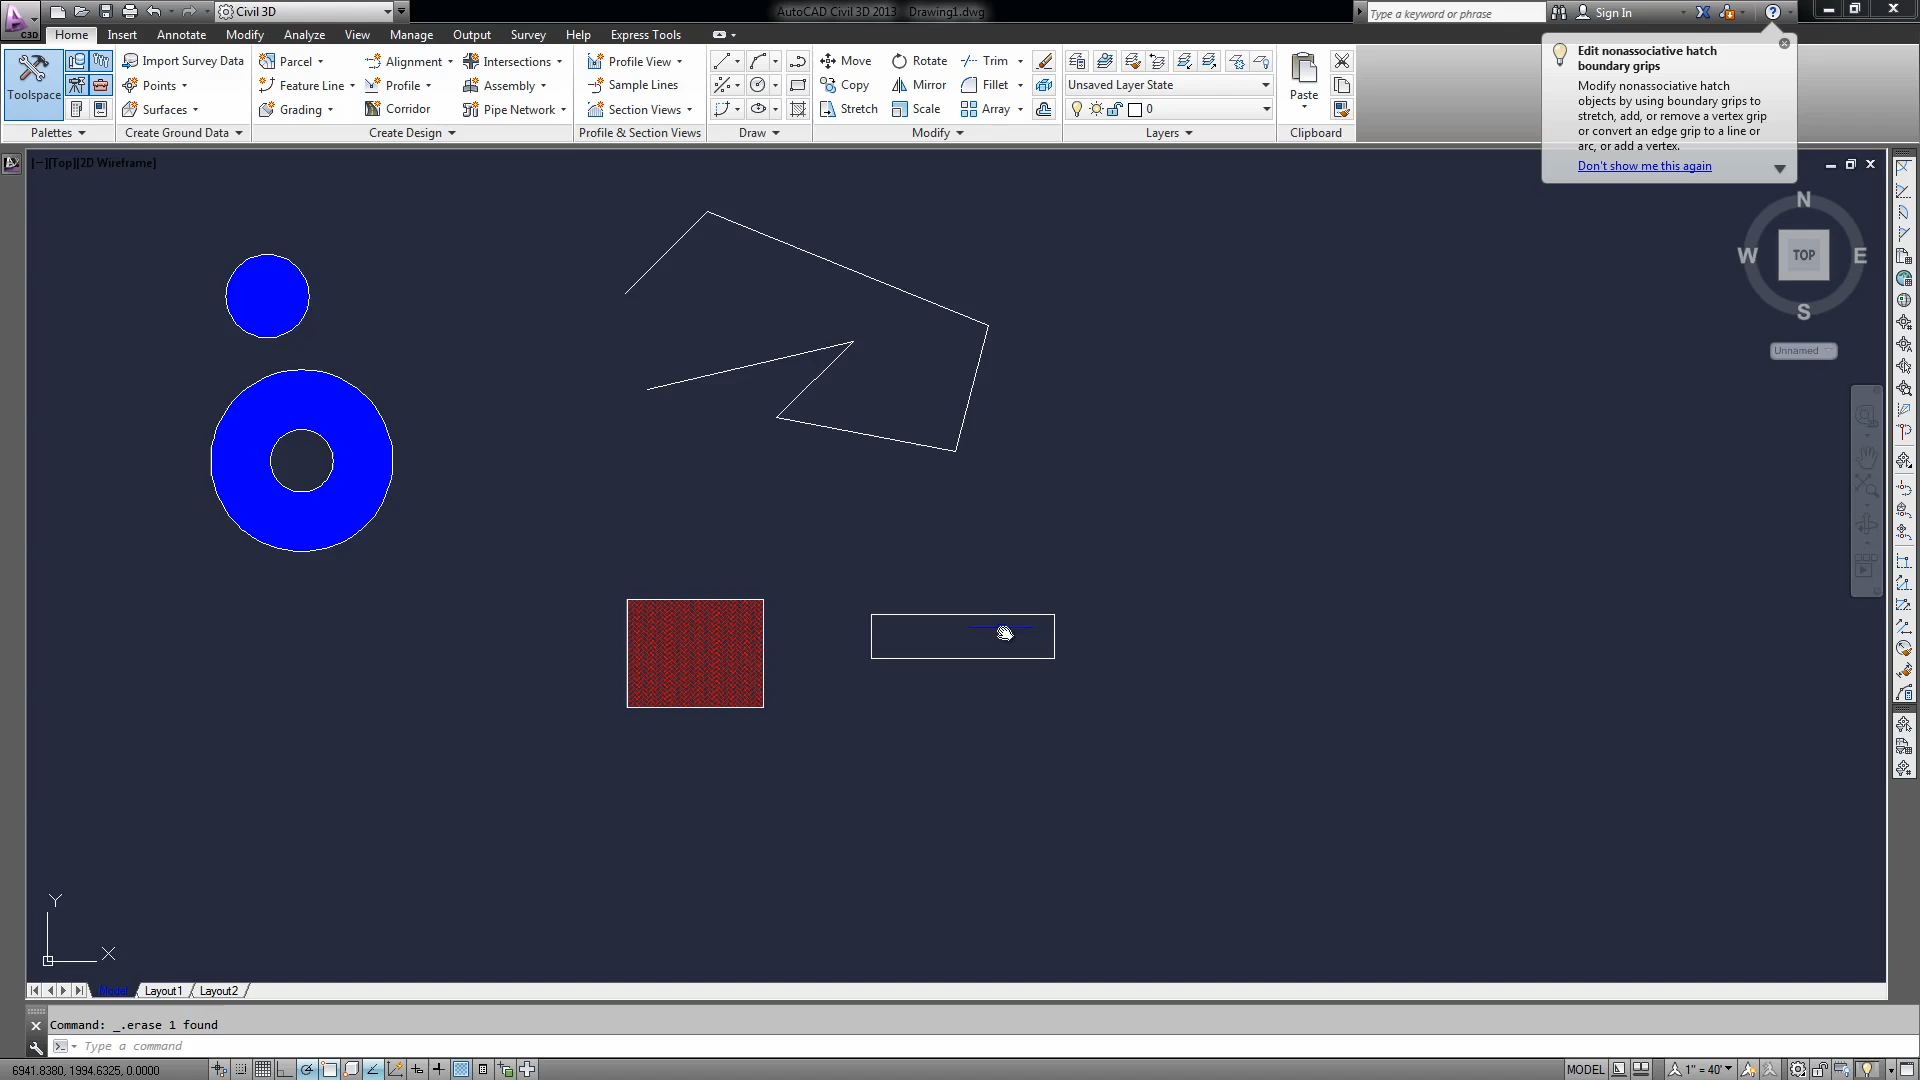 Civil 3D
AutoCAD Civil 3D 2013 Drawing1.dwg
Type a keyword or phrase
Sign In
C3D
Home Insert Annotate Modify Analyze View Manage Output Survey Help Express Tools
Toolspace
Palettes
Import Survey Data
Points
Surfaces
Create Ground Data
Parcel
Feature Line
Grading
Alignment
Profile
Corridor
Intersections
Assembly
Pipe Network
Create Design
Profile View
Sample Lines
Section Views
Profile & Section Views
Draw
Move
Copy
Stretch
Rotate
Mirror
Scale
Trim
Fillet
Array
Modify
Unsaved Layer State
0
Layers
Paste
Clipboard
Edit nonassociative hatch
boundary grips
Modify nonassociative hatch
objects by using boundary grips to
stretch, add, or remove a vertex grip
or convert an edge grip to a line or
arc, or add a vertex.
Don't show me this again
[−][Top][2D Wireframe]
N
W TOP E
S
Unnamed
Y
X
Model Layout1 Layout2
Command: _.erase 1 found
Type a command
6941.8380, 1994.6325, 0.0000
MODEL
1" = 40'